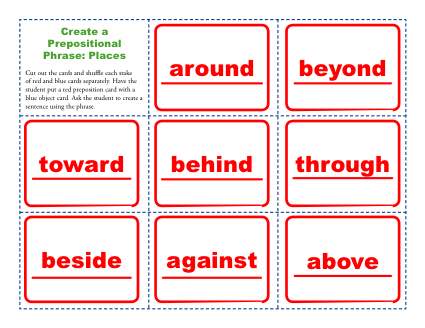 Create a
Prepositional
Phrase: Places
Cut out the cards and shuffle each stake
of red and blue cards separately. Have the
student put a red preposition card with a
blue object card. Ask the student to create a
sentence using the phrase.
around
beyond
toward
behind
through
beside
against
above